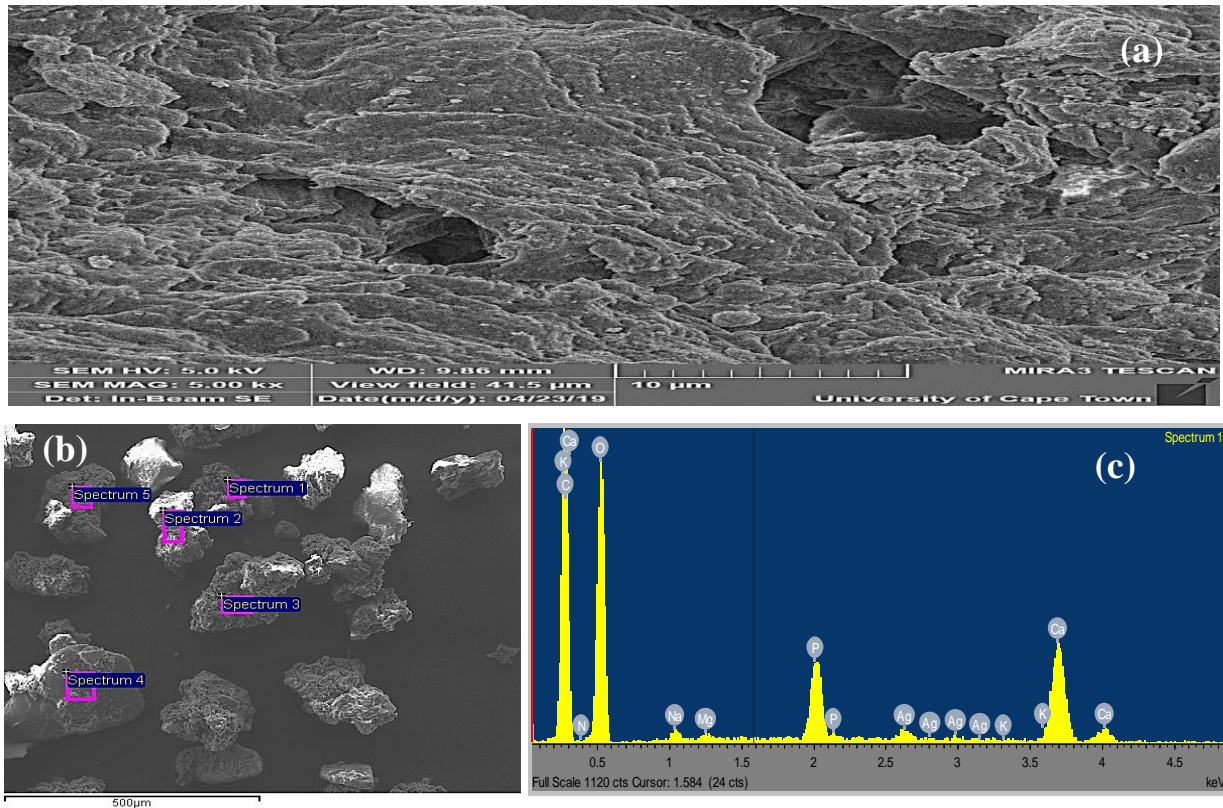 (a)
SEM HV: 5.0 kV WD: 9.86 mm MIRA3 TESCAN
SEM MAG: 5.00 kx View field: 41.5 µm 10 µm
Det: In-Beam SE Date(m/d/y): 04/23/19 University of Cape Town
(b)
Spectrum 5
Spectrum 1
Spectrum 2
Spectrum 3
Spectrum 4
500µm
Spectrum 1
(c)
Ca
K
C
N
O
Na
Mg
P
P
Ag
Ag
Ag
Ag
K
K
Ca
Ca
0.5 1 1.5 2 2.5 3 3.5 4 4.5
Full Scale 1120 cts Cursor: 1.584 (24 cts) keV